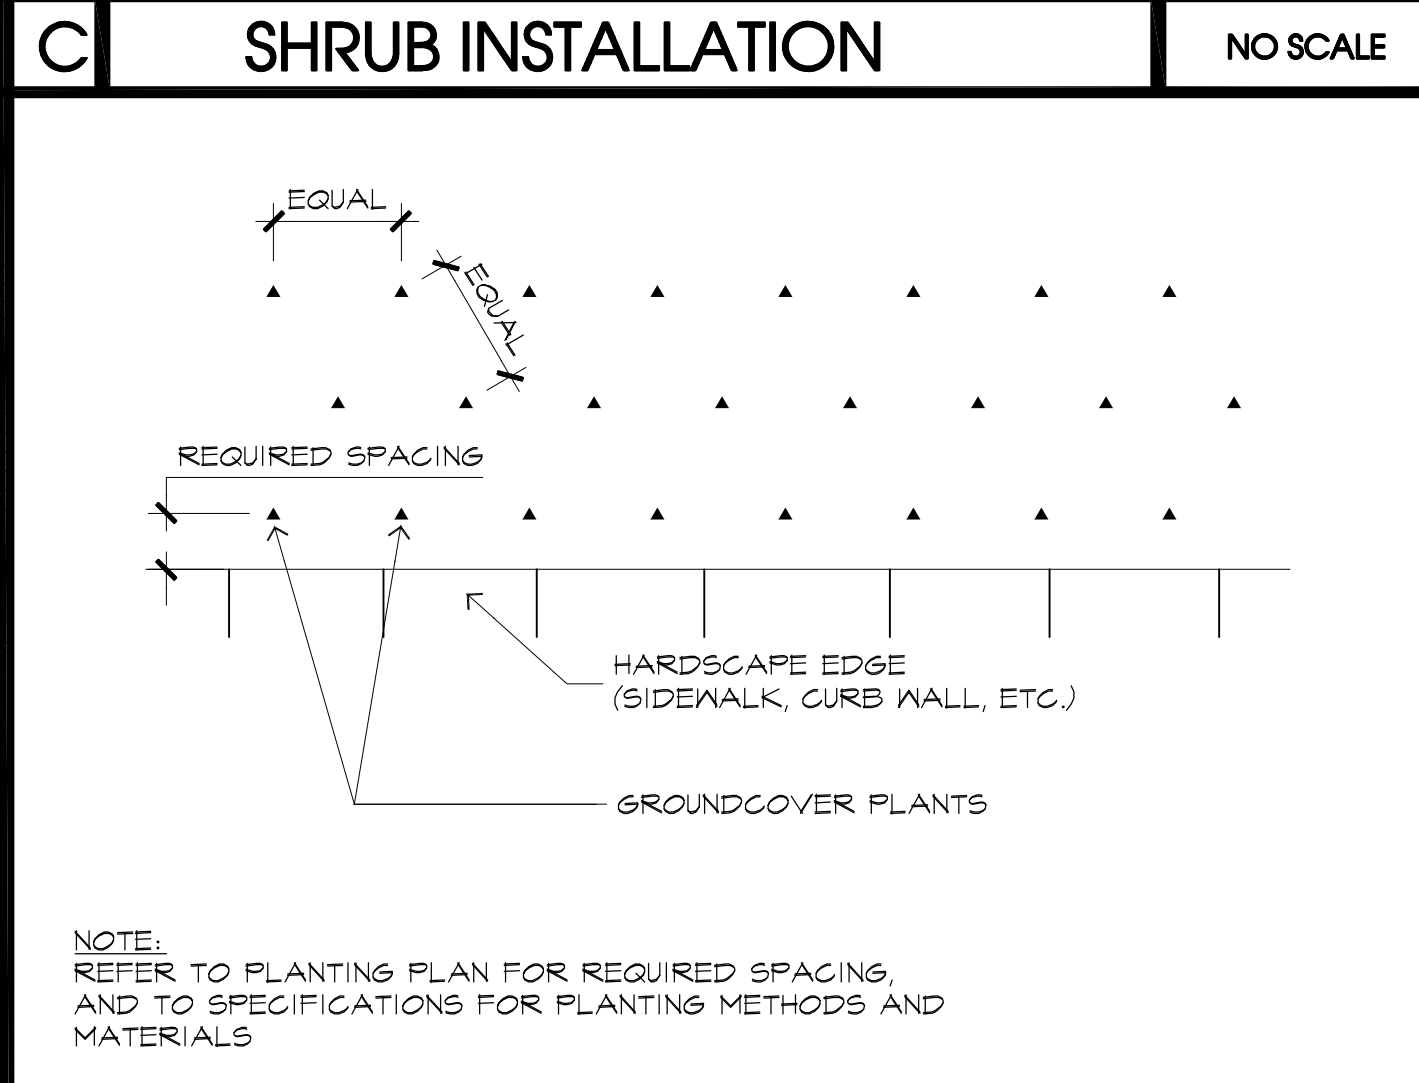 C SHRUB INSTALLATION NO SCALE
EQUAL
EQUAL
REQUIRED SPACING
HARDSCAPE EDGE
(SIDEWALK, CURB WALL, ETC.)
GROUNDCOVER PLANTS
NOTE:
REFER TO PLANTING PLAN FOR REQUIRED SPACING,
AND TO SPECIFICATIONS FOR PLANTING METHODS AND
MATERIALS